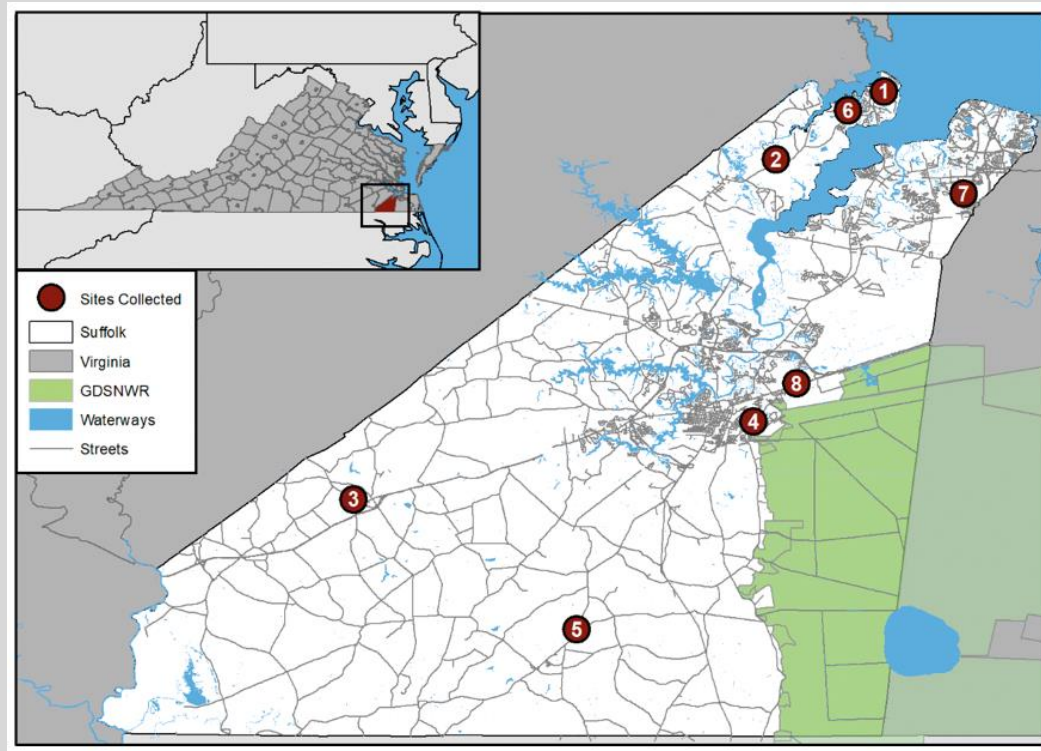 1
6
2
7
Sites Collected
Suffolk
Virginia
GDSNWR
Waterways
Streets
8
4
3
5